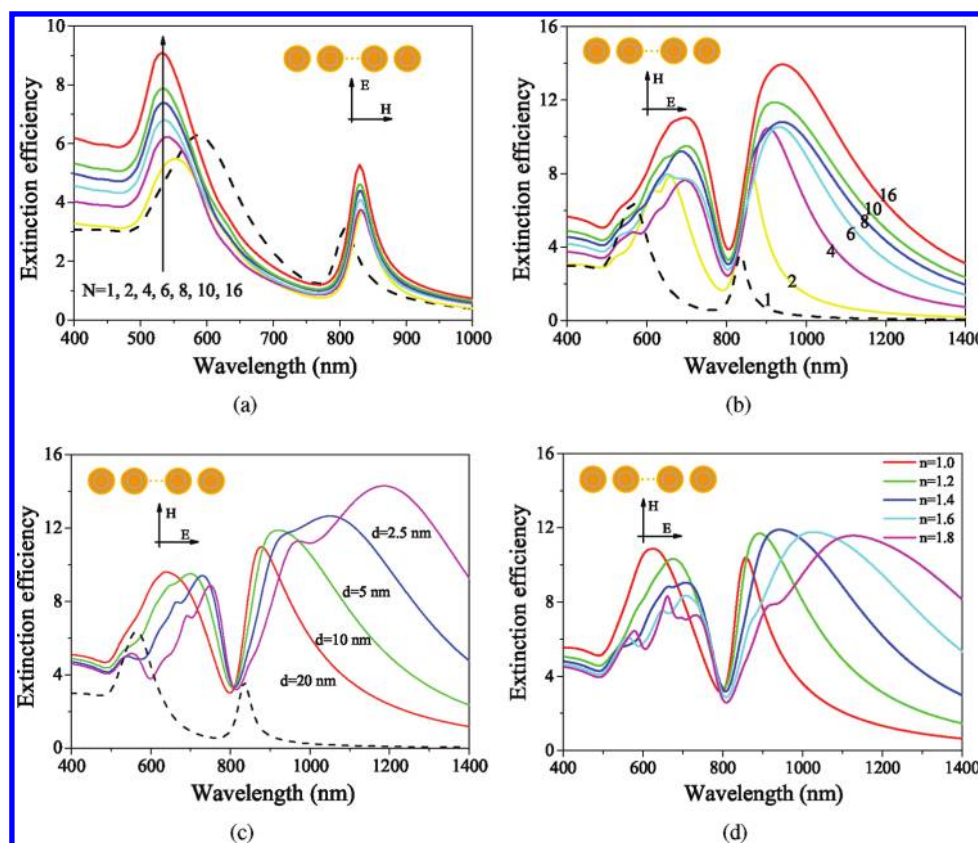 Extinction efficiency
10
8
6
4
2
0
E
H
N=1, 2, 4, 6, 8, 10, 16
400 500 600 700 800 900 1000
Wavelength (nm)
(a)
Extinction efficiency
16
12
8
4
0
H
E
16
10
8
6
4
2
1
400 600 800 1000 1200 1400
Wavelength (nm)
(b)
Extinction efficiency
16
12
8
4
0
H
E
d=2.5 nm
d=5 nm
d=10 nm
d=20 nm
400 600 800 1000 1200 1400
Wavelength (nm)
(c)
Extinction efficiency
16
12
8
4
0
H
E
n=1.0
n=1.2
n=1.4
n=1.6
n=1.8
400 600 800 1000 1200 1400
Wavelength (nm)
(d)